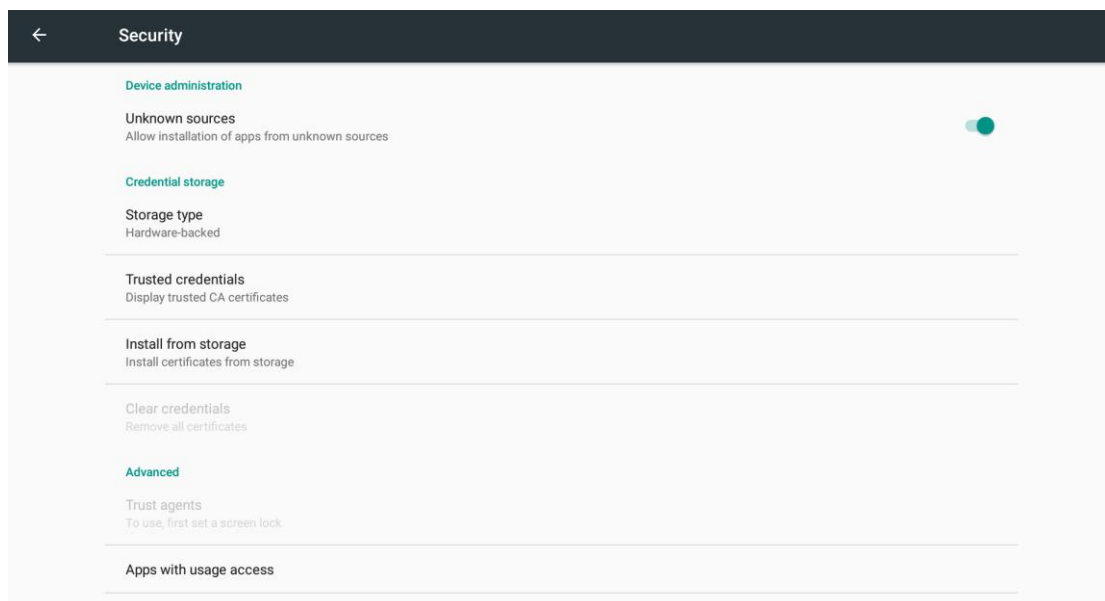 Security
Device administration
Unknown sources
Allow installation of apps from unknown sources
Credential storage
Storage type
Hardware-backed
Trusted credentials
Display trusted CA certificates
Install from storage
Install certificates from storage
Clear credentials
Remove all certificates
Advanced
Trust agents
To use, first set a screen lock
Apps with usage access